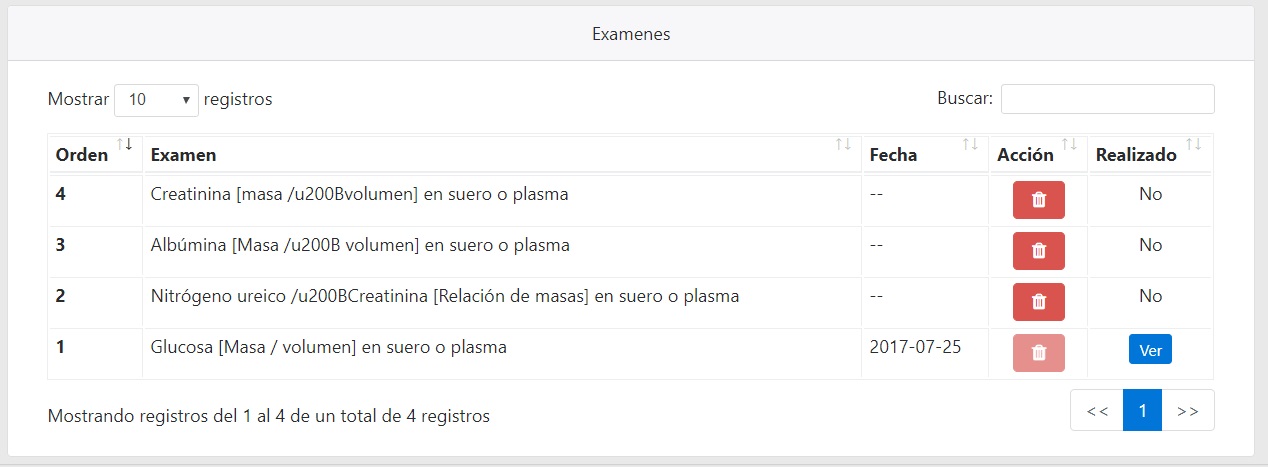 Examenes
Mostrar 10 registros Buscar:
Orden Examen Fecha Acción Realizado
4 Creatinina [masa /u200Bvolumen] en suero o plasma -- No
3 Albúmina [Masa /u200B volumen] en suero o plasma -- No
2 Nitrógeno ureico /u200BCreatinina [Relación de masas] en suero o plasma -- No
1 Glucosa [Masa / volumen] en suero o plasma 2017-07-25 Ver
Mostrando registros del 1 al 4 de un total de 4 registros << 1 >>